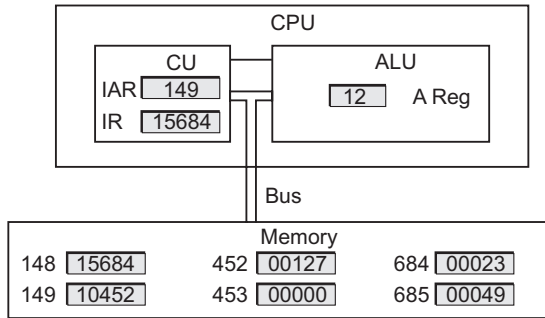 CPU
CU
ALU
IAR 149
12 A Reg
IR 15684
Bus
Memory
148 15684 452 00127 684 00023
149 10452 453 00000 685 00049